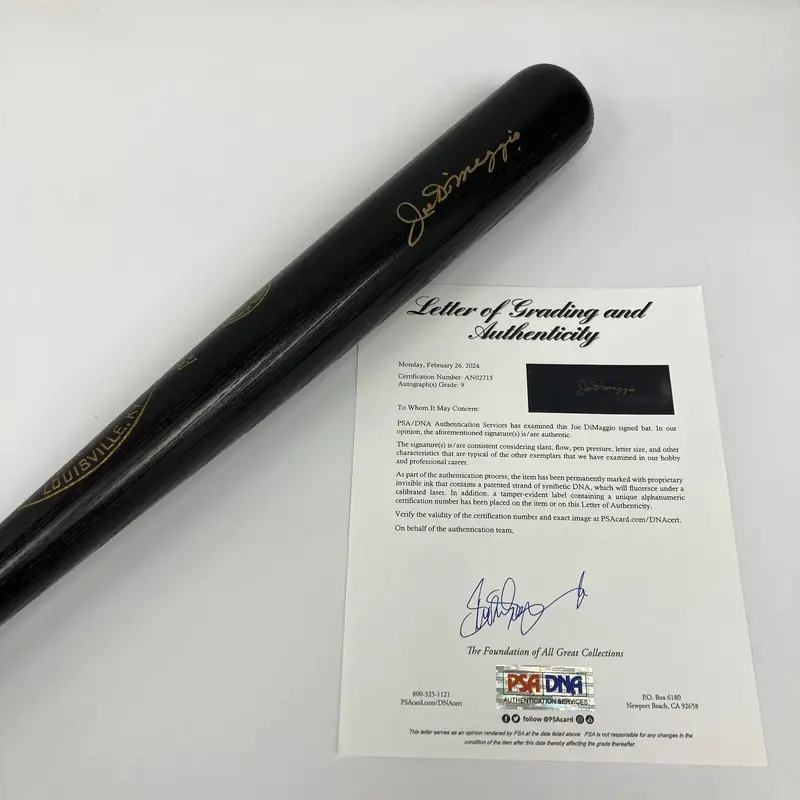 Joe DiMaggio
LOUISVILLE, KY
Letter of Grading and
Authenticity
Monday, February 26, 2024
Certification Number: AN02715
Autograph(s) Grade: 9
Joe DiMaggio
To Whom It May Concern:
PSA/DNA Authentication Services has examined this Joe DiMaggio signed bat. In our
opinion, the aforementioned signature(s) is/are authentic.
The signature(s) is/are consistent considering slant, flow, pen pressure, letter size, and other
characteristics that are typical of the other exemplars that we have examined in our hobby
and professional career.
As part of the authentication process, the item has been permanently marked with proprietary
invisible ink that contains a patented strand of synthetic DNA, which will fluoresce under a
calibrated laser. In addition, a tamper-evident label containing a unique alphanumeric
certification number has been placed on the item or on this Letter of Authenticity.
Verify the validity of the certification number and exact image at PSAcard.com/DNAcert.
On behalf of the authentication team,
The Foundation of All Great Collections
800-325-1121
PSAcard.com/DNAcert
PSA DNA
AUTHENTICATION SERVICES
P.O. Box 6180
Newport Beach, CA 92658
follow @PSAcard
This letter serves as an opinion rendered by PSA at the date listed above. PSA is not responsible for any changes in the
condition of the item after this date thereby affecting the grade thereafter.